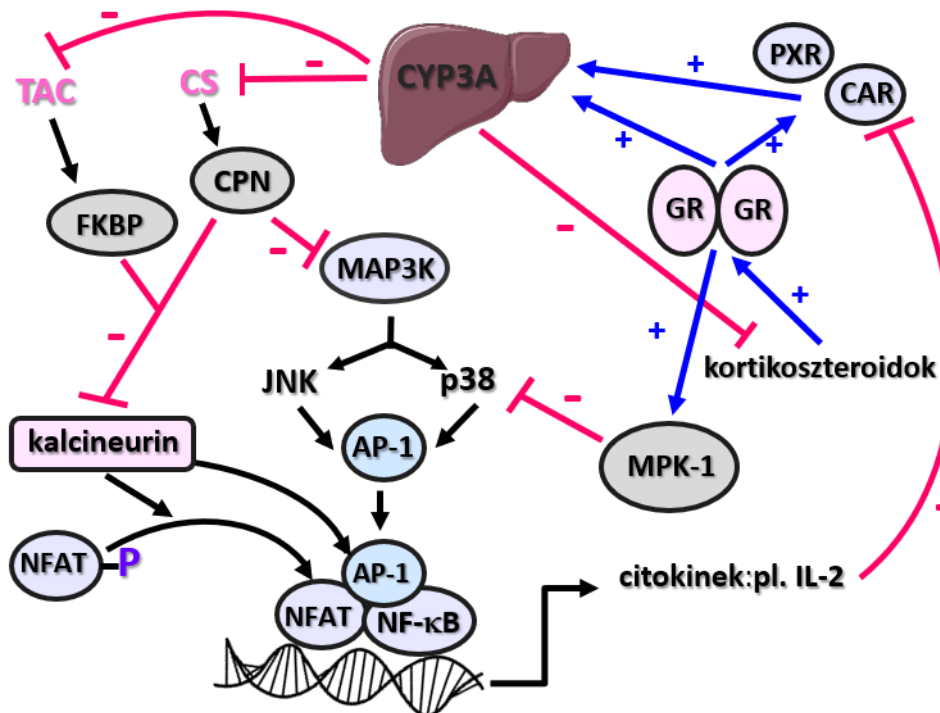 -
PXR
TAC
CS
-
CYP3A
+
CAR
CPN
+
+
FKBP
GR
GR
-
MAP3K
-
-
+
+
JNK
p38
kortikoszteroidok
-
kalcineurin
AP-1
MPK-1
-
NFAT
P
AP-1
citokinek:pl. IL-2
NFAT
NF-κB